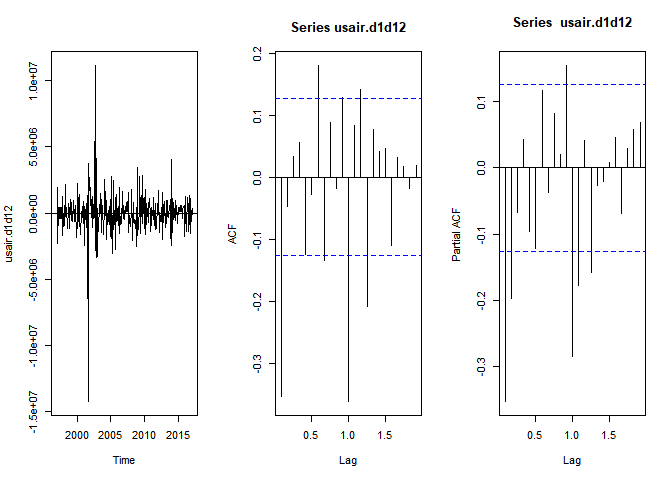 usair.d1d12
1.0e+07
5.0e+06
0.0e+00
-5.0e+06
-1.0e+07
-1.5e+07
2000
2005
2010
2015
Time
Series usair.d1d12
ACF
0.2
0.1
0.0
-0.1
-0.2
-0.3
0.5
1.0
1.5
Lag
Series usair.d1d12
Partial ACF
0.1
0.0
-0.1
-0.2
-0.3
0.5
1.0
1.5
Lag